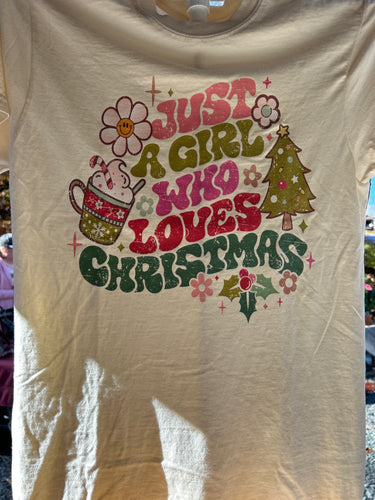 JUST
A GIRL
WHO
LOVES
CHRISTMAS